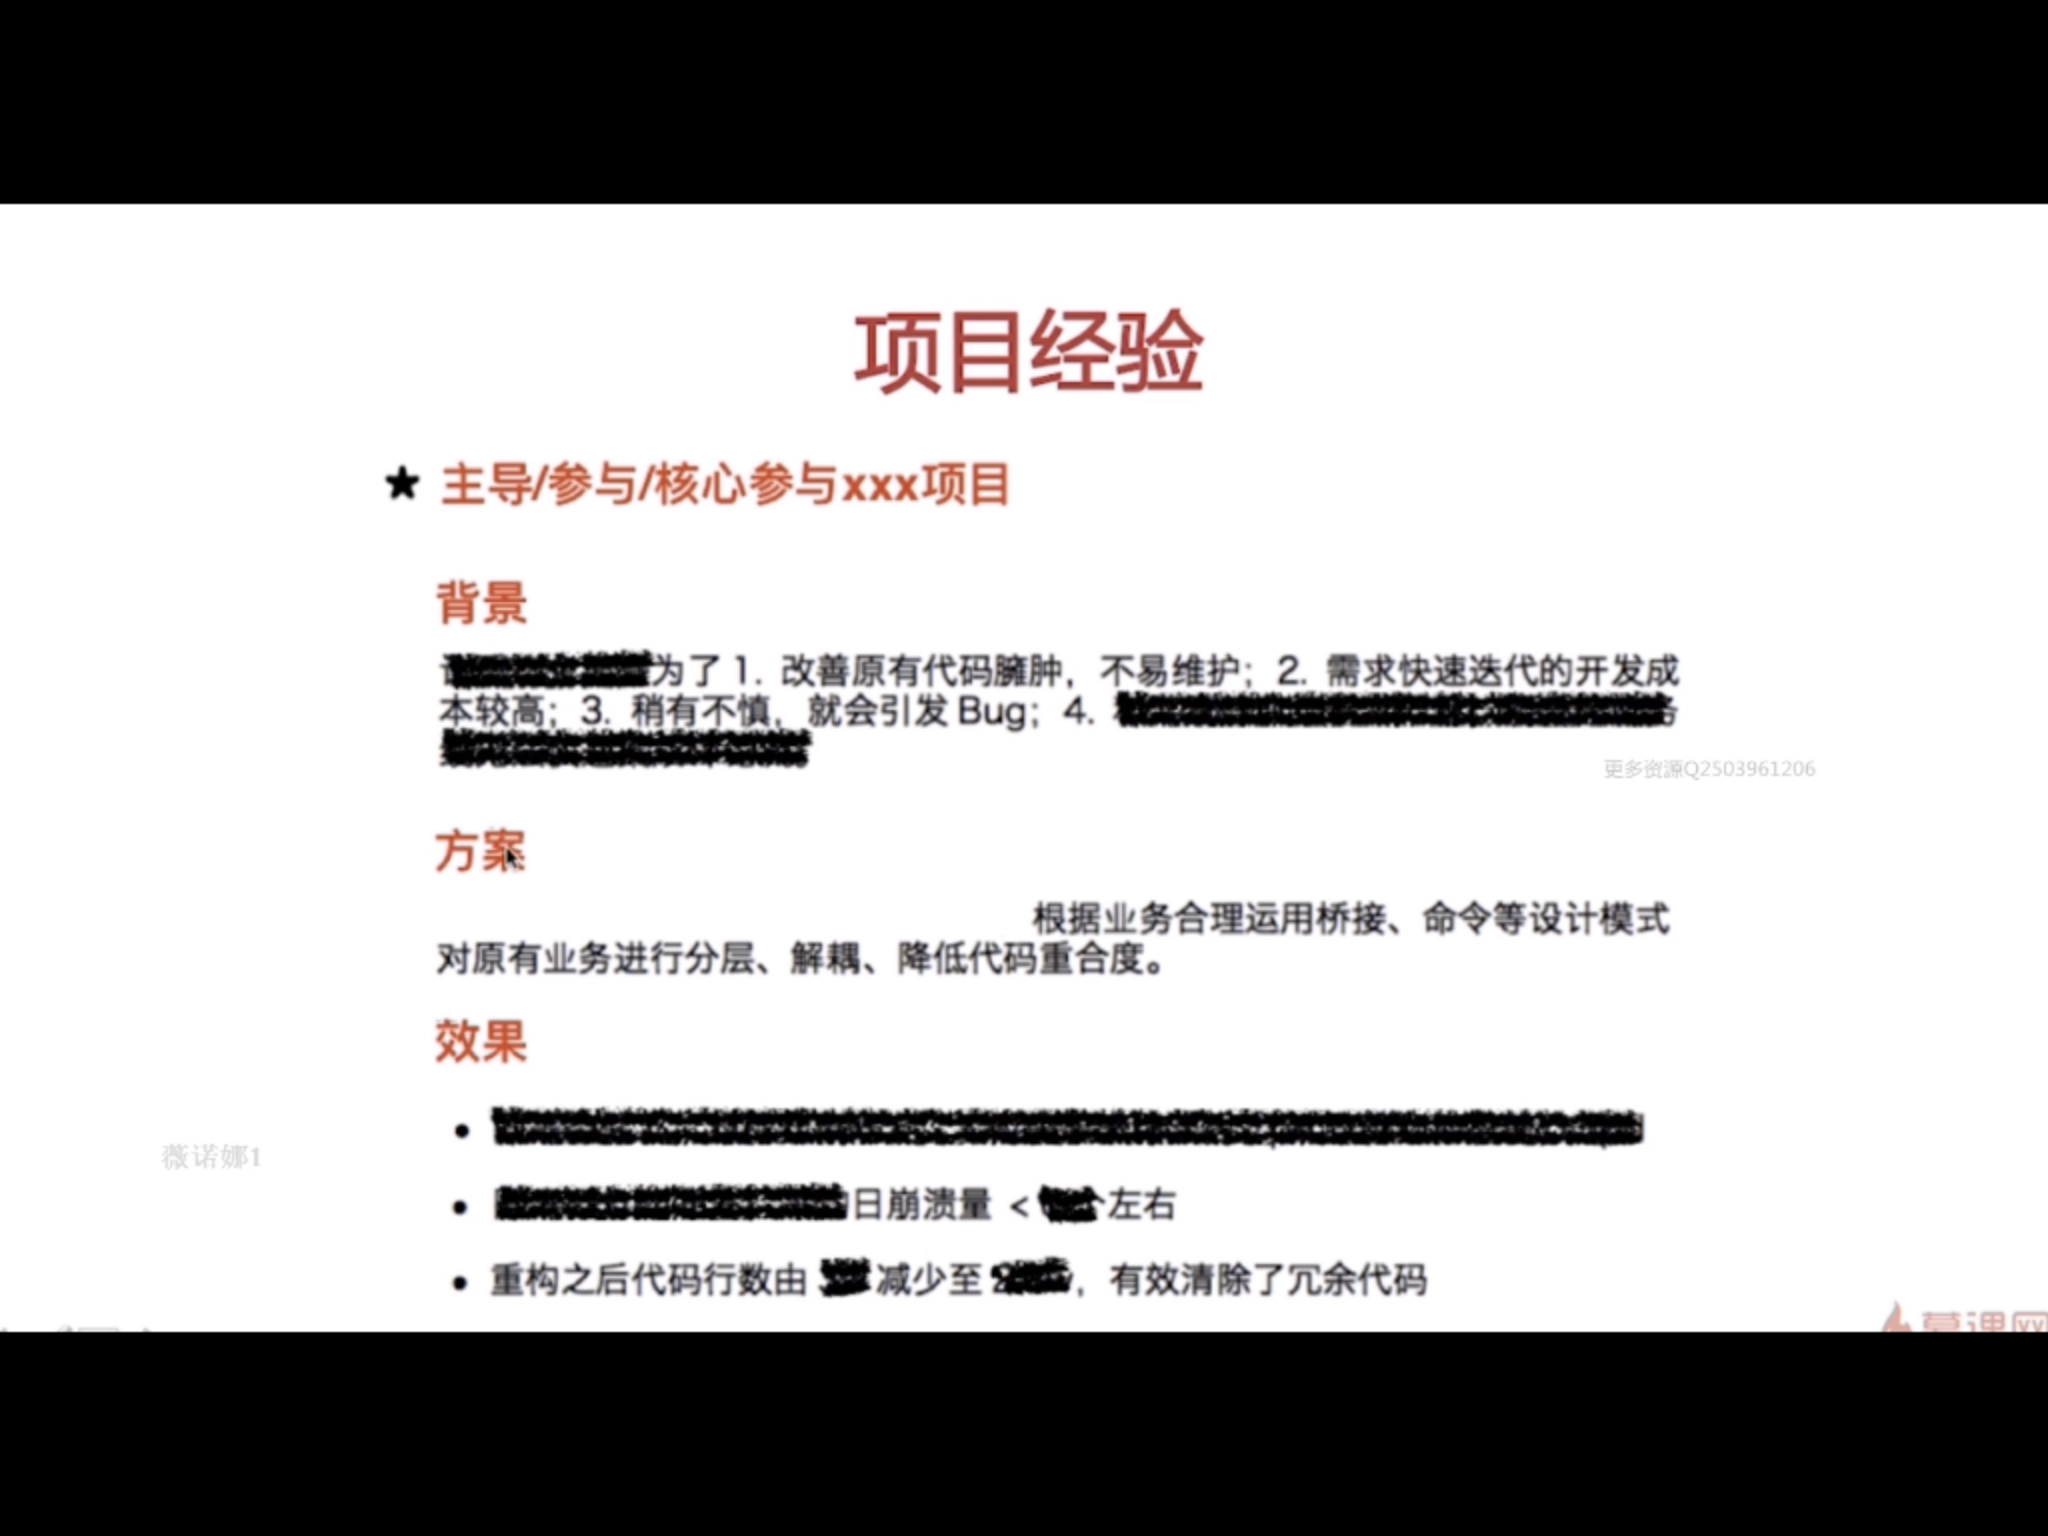 项目经验
★ 主导/参与/核心参与xxx项目
背景
为了 1. 改善原有代码臃肿，不易维护；2. 需求快速迭代的开发成
本较高；3. 稍有不慎，就会引发 Bug；4.
更多资源Q2503961206
方案
根据业务合理运用桥接、命令等设计模式
对原有业务进行分层、解耦、降低代码重合度。
效果
薇诺娜1
• 日崩溃量 < 左右
• 重构之后代码行数由 减少至 ，有效清除了冗余代码
慕课网